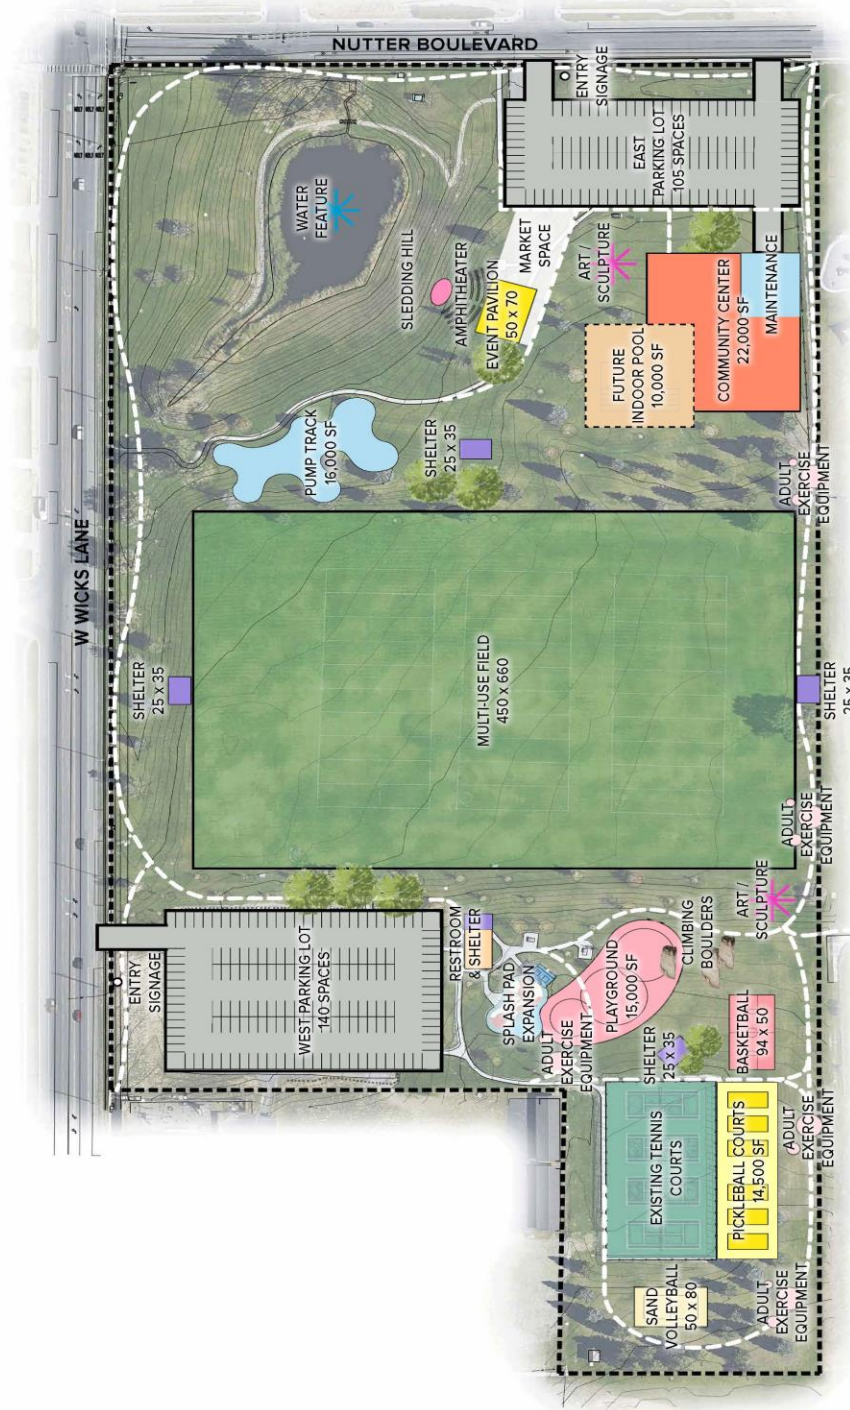 NUTTER BOULEVARD
ENTRY
SIGNAGE
EAST
PARKING LOT
105 SPACES
WATER
FEATURE
SLEDDING HILL
AMPHITHEATER
EVENT PAVILION
50 x 70
MARKET
SPACE
ART /
SCULPTURE
COMMUNITY CENTER
22,000 SF
MAINTENANCE
FUTURE
INDOOR POOL
10,000 SF
PUMP TRACK
16,000 SF
SHELTER
25 x 35
ADULT
EXERCISE
EQUIPMENT
W WICKS LANE
SHELTER
25 x 35
MULTI-USE FIELD
450 x 660
SHELTER
25 x 35
ADULT
EXERCISE
EQUIPMENT
ENTRY
SIGNAGE
WEST PARKING LOT
140 SPACES
RESTROOM
& SHELTER
SPLASH PAD
EXPANSION
ADULT
EXERCISE
EQUIPMENT
PLAYGROUND
15,000 SF
CLIMBING
BOULDERS
ART /
SCULPTURE
SHELTER
25 x 35
BASKETBALL
94 x 50
EXISTING TENNIS
COURTS
PICKLEBALL COURTS
14,500 SF
ADULT
EXERCISE
EQUIPMENT
SAND
VOLLEYBALL
50 x 80
ADULT
EXERCISE
EQUIPMENT